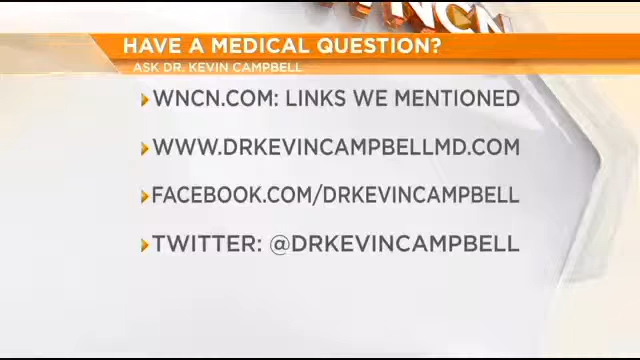 WNCN
HAVE A MEDICAL QUESTION?
ASK DR. KEVIN CAMPBELL
WNCN.COM: LINKS WE MENTIONED
WWW.DRKEVINCAMPBELLMD.COM
FACEBOOK.COM/DRKEVINCAMPBELL
TWITTER: @DRKEVINCAMPBELL